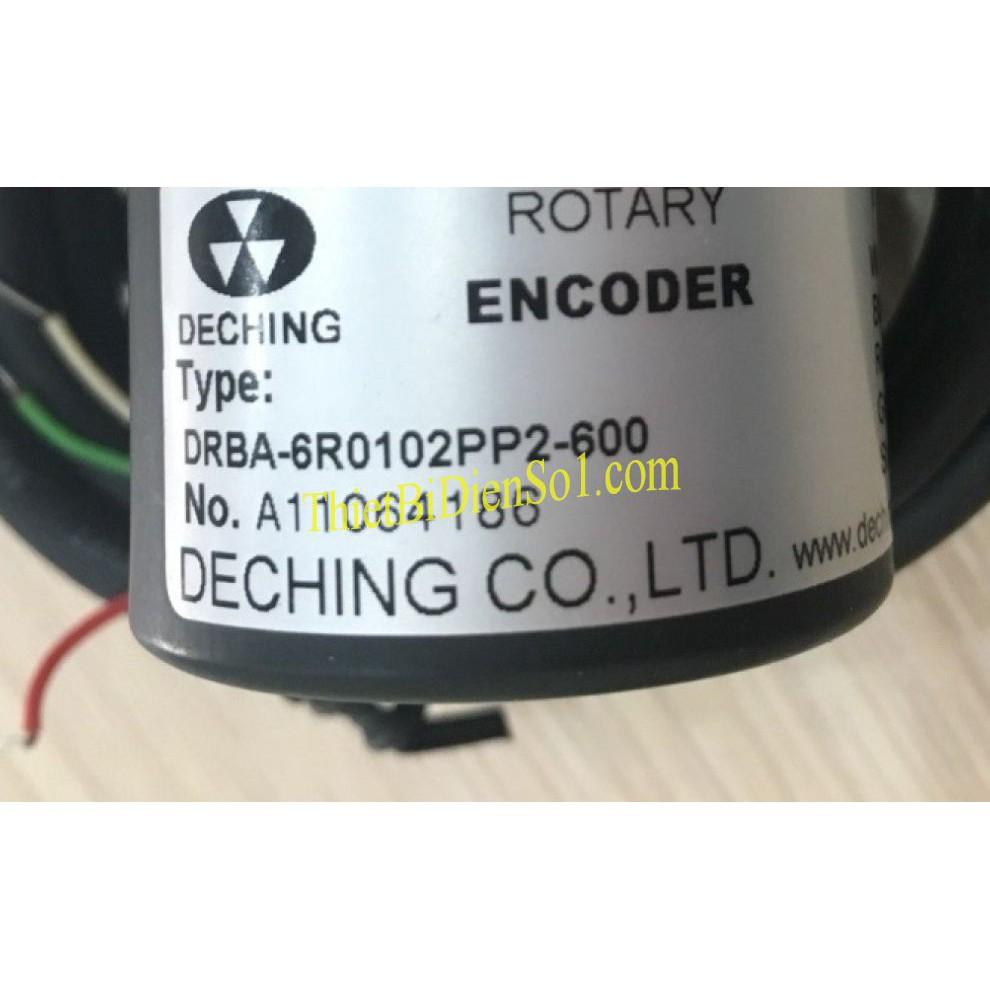 ROTARY
ENCODER
DECHING
Type:
DRBA-6R0102PP2-600
ThietBiDienSo1.com
No.
DECHING CO.,LTD.